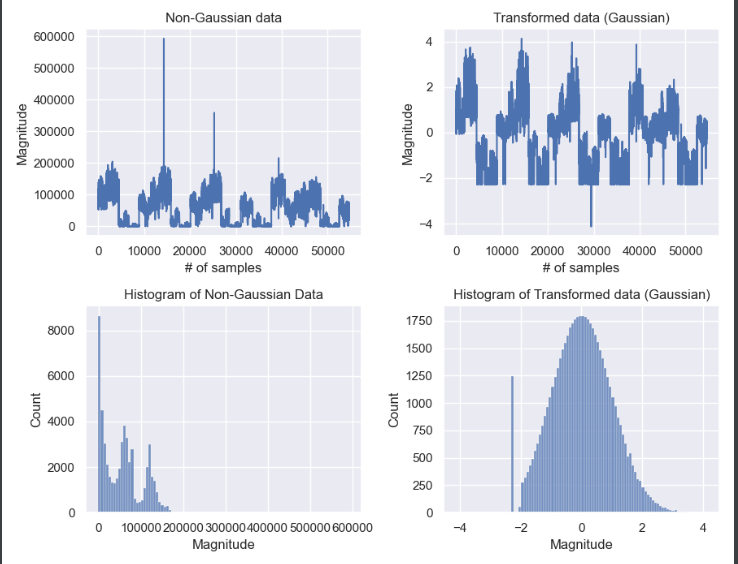 Non-Gaussian data
Transformed data (Gaussian)
600000
500000
400000
300000
200000
100000
0
Magnitude
0 10000 20000 30000 40000 50000
# of samples
4
2
0
−2
−4
Magnitude
0 10000 20000 30000 40000 50000
# of samples
Histogram of Non-Gaussian Data
Histogram of Transformed data (Gaussian)
8000
6000
4000
2000
0
Count
0 100000 200000 300000 400000 500000 600000
Magnitude
1750
1500
1250
1000
750
500
250
0
Count
−4 −2 0 2 4
Magnitude